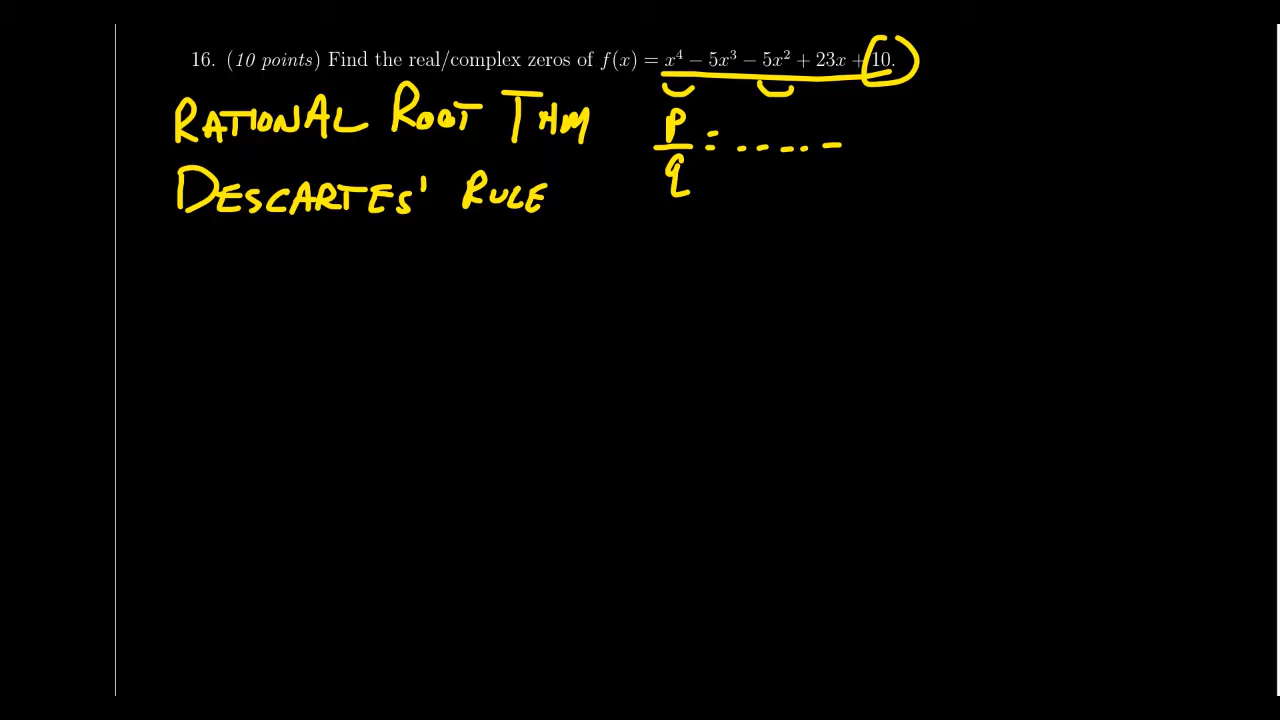 16. (10 points) Find the real/complex zeros of f(x) = x⁴ − 5x³ − 5x² + 23x + 10.
RATIONAL ROOT THM p/q = -- -- -
DESCARTES' RULE